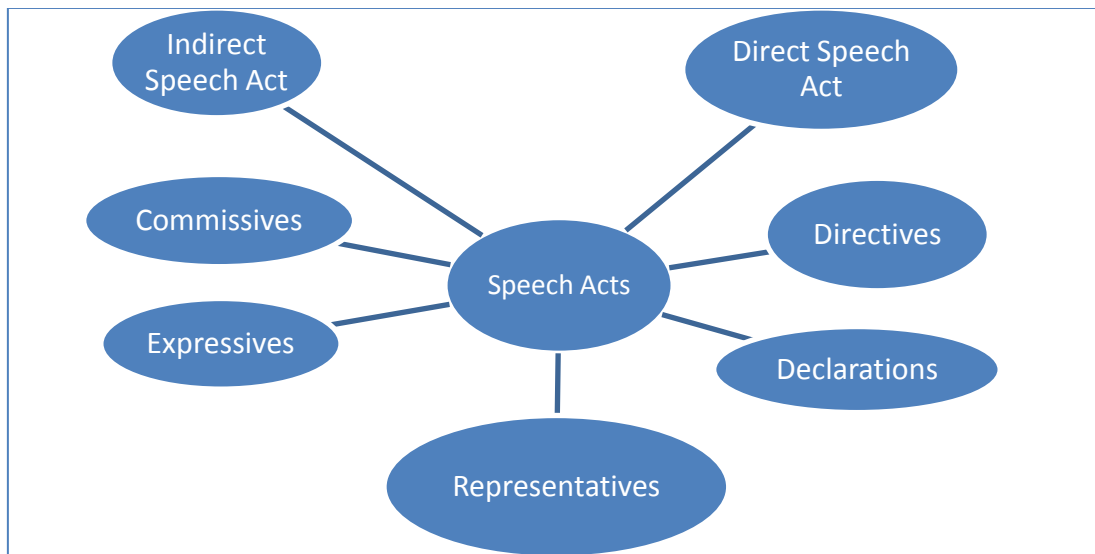 Indirect
Speech Act
Direct Speech
Act
Commissives
Directives
Speech Acts
Expressives
Declarations
Representatives